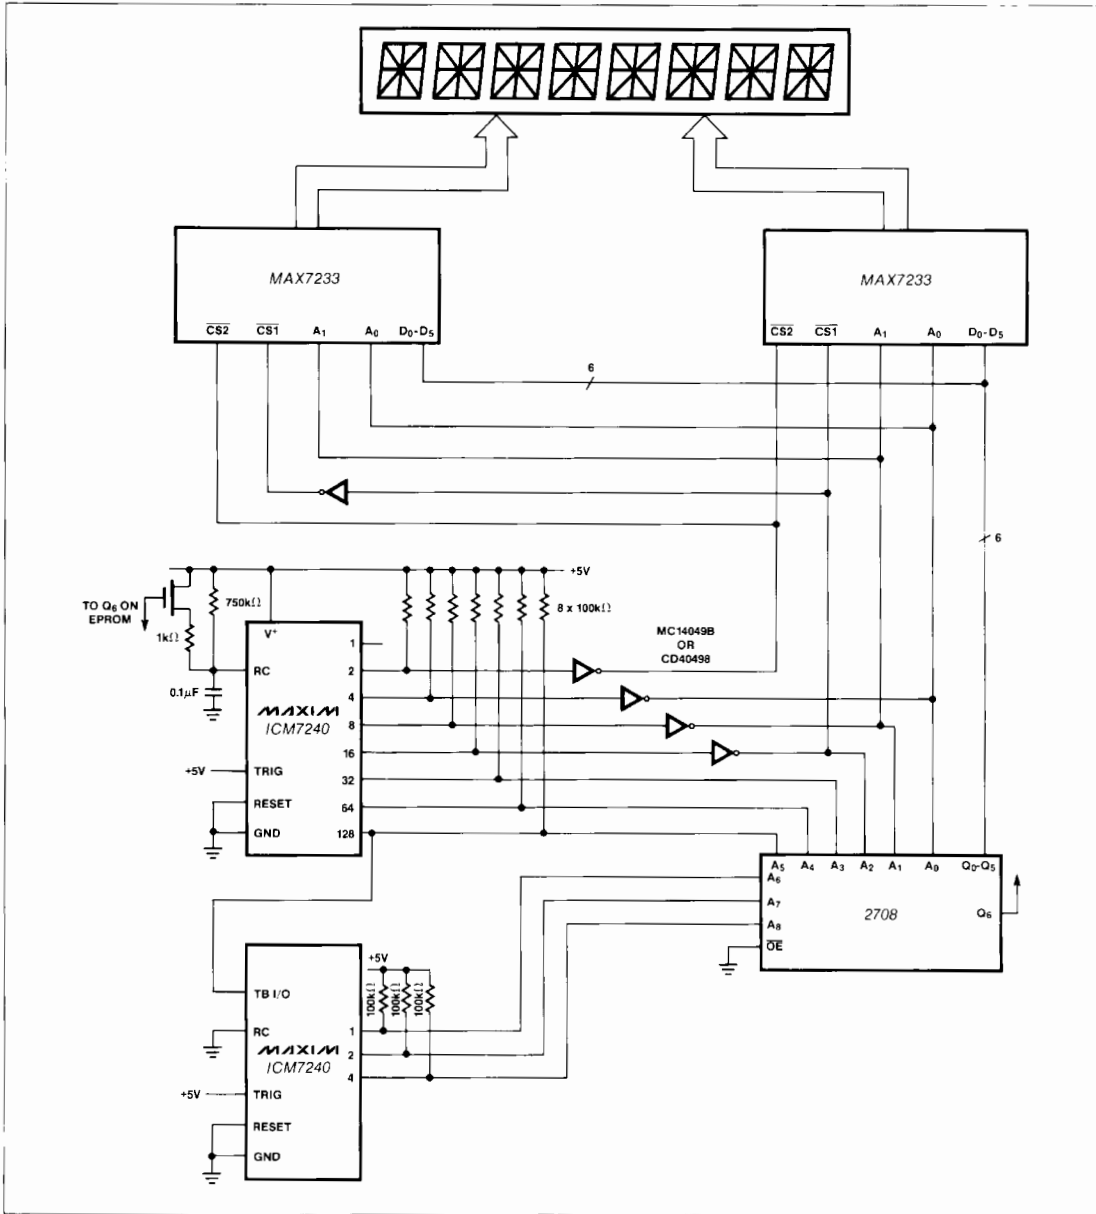 MAX7233
CS2 CS1 A1 A0 D0-D5
MAX7233
CS2 CS1 A1 A0 D0-D5
6
6
+5V
TO Q6 ON
EPROM
750kΩ
1kΩ
0.1µF
8 x 100kΩ
MC14049B
OR
CD40498
V+
RC
MAXIM
ICM7240
TRIG
RESET
GND
+5V
1
2
4
8
16
32
64
128
A5 A4 A3 A2 A1 A0 Q0-Q5
A6
A7
A8
OE
2708
Q6
+5V
100kΩ
100kΩ
100kΩ
TB I/O
RC
MAXIM
ICM7240
TRIG
RESET
GND
+5V
1
2
4